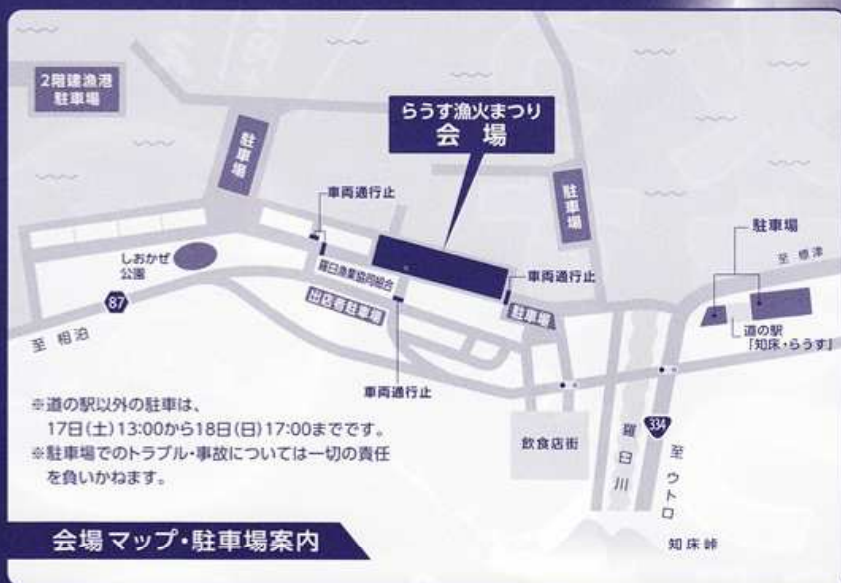 2階建漁港
駐車場
駐車場
らうす漁火まつり
会場
車両通行止
駐車場
駐車場
至 標津
しおかぜ
公園
羅臼漁業協同組合
車両通行止
出店者駐車場
駐車場
道の駅
「知床・らうす」
87
至 相泊
車両通行止
※道の駅以外の駐車は、
17日(土)13:00から18日(日)17:00までです。
※駐車場でのトラブル・事故については一切の責任
を負いかねます。
飲食店街
羅臼川
334
至ウトロ
知床峠
会場マップ・駐車場案内